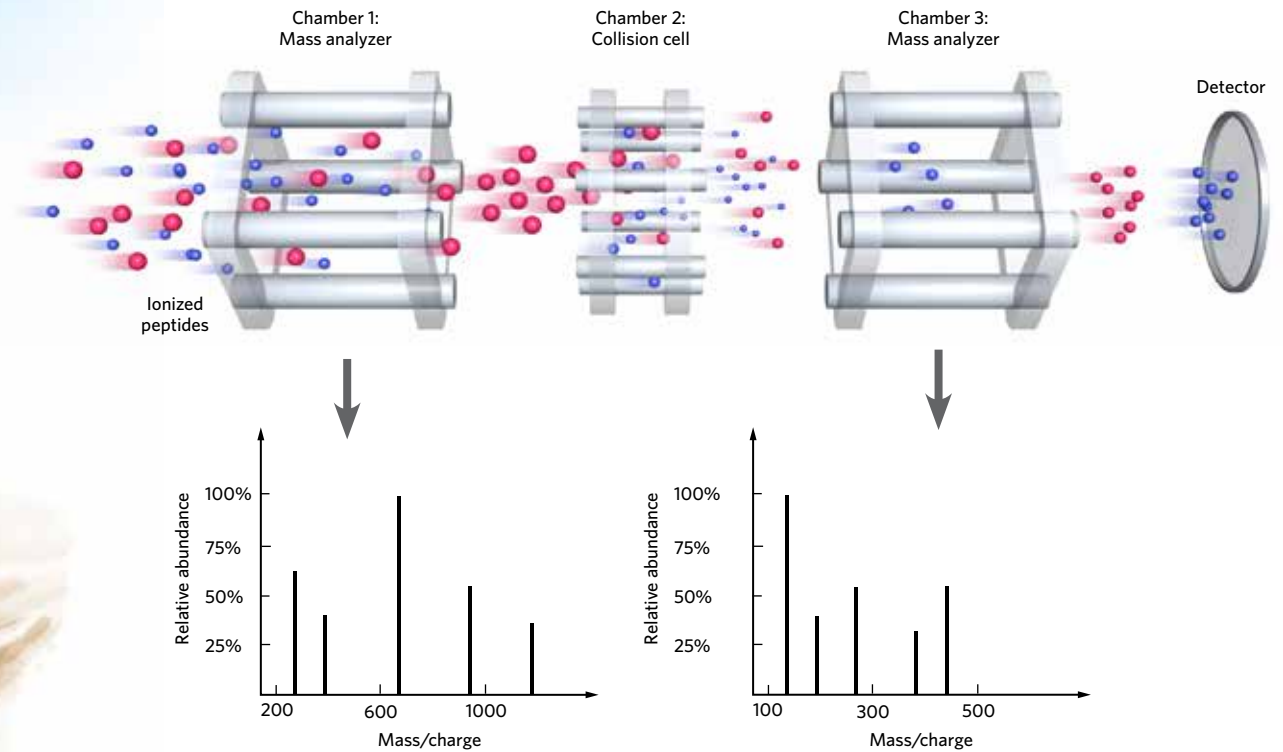 Chamber 1:
Mass analyzer
Chamber 2:
Collision cell
Chamber 3:
Mass analyzer
Detector
Ionized
peptides
Relative abundance
100%
75%
50%
25%
200
600
1000
Mass/charge
Relative abundance
100%
75%
50%
25%
100
300
500
Mass/charge